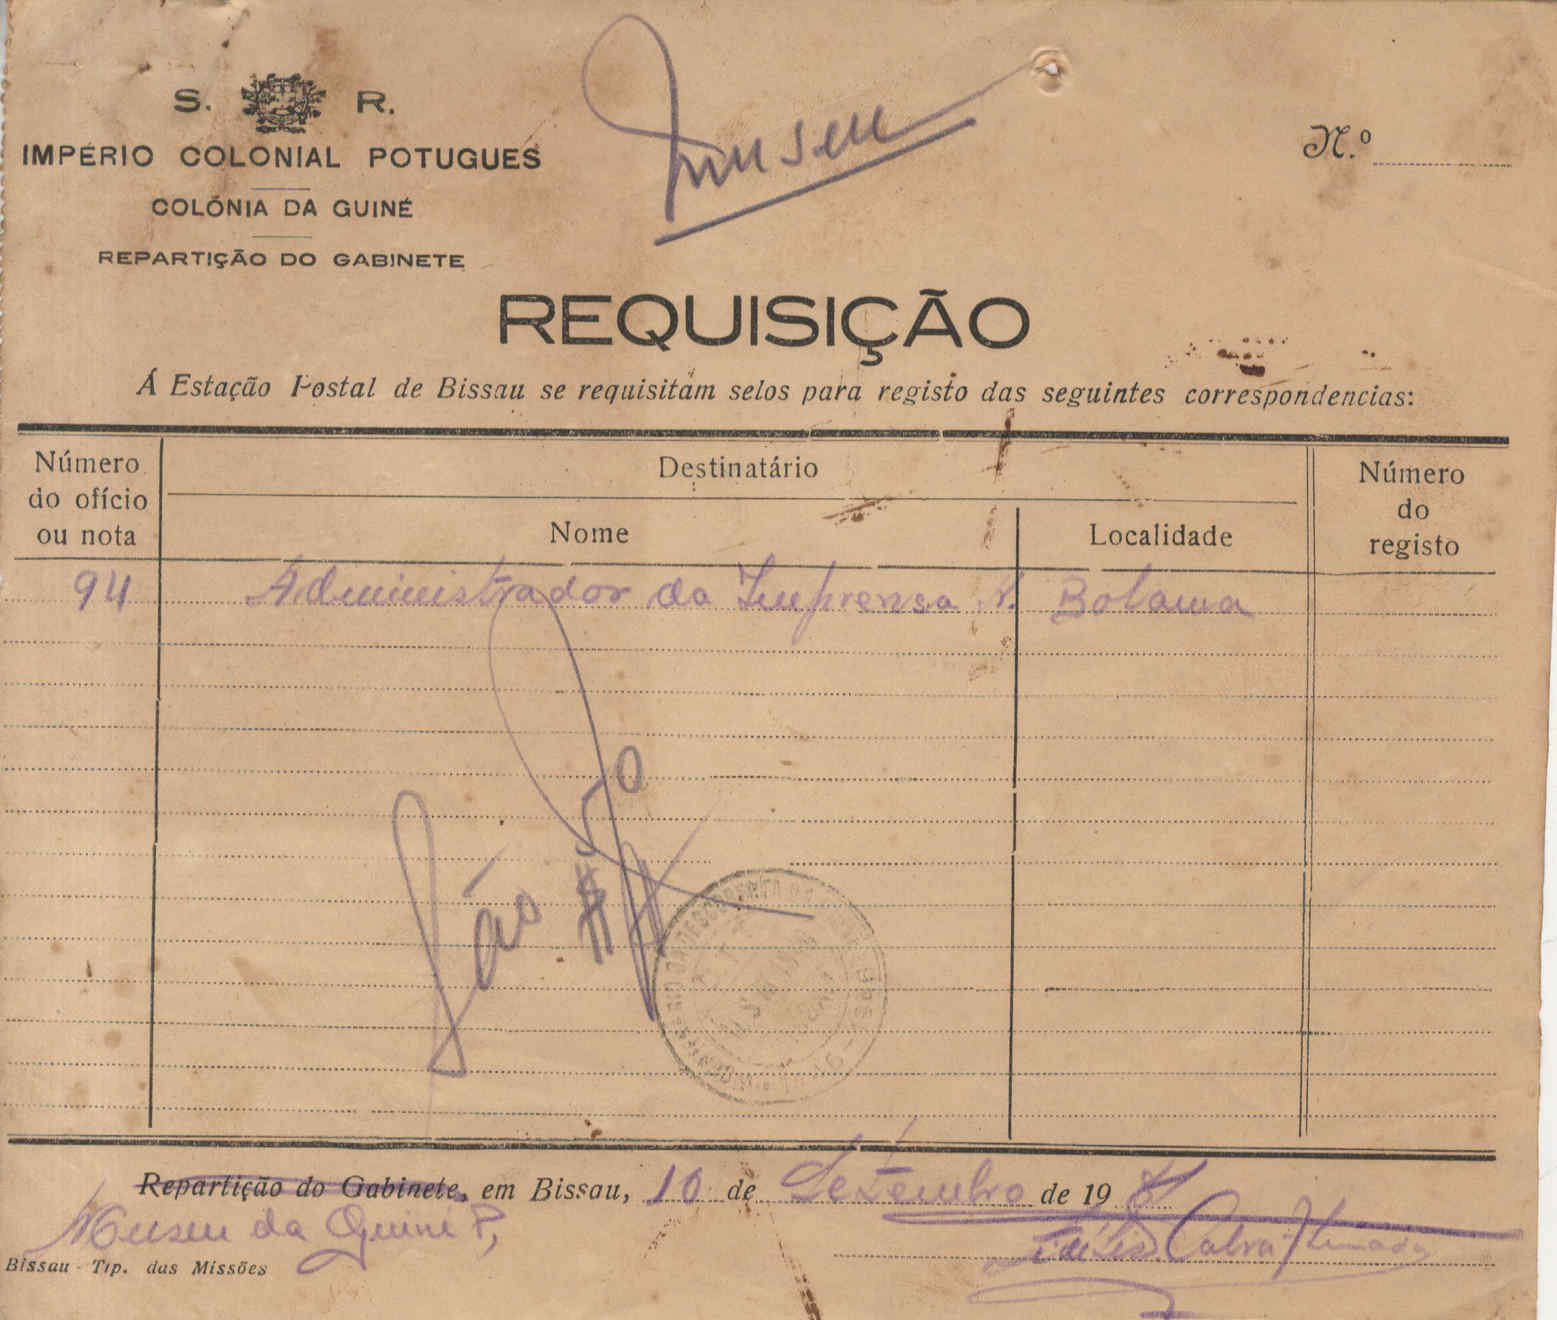 S. R.
IMPÉRIO COLONIAL POTUGUES
COLÓNIA DA GUINÉ
REPARTIÇÃO DO GABINETE
N.º
REQUISIÇÃO
Á Estação Postal de Bissau se requisitam selos para registo das seguintes correspondencias:
Número do ofício ou nota
Destinatário
Nome
Localidade
Número do registo
94 Administrador da Imprensa N. Bolama
São
Repartição do Gabinete, em Bissau, 10 de Setembro de 19
Museu da Guiné P,
Bissau - Tip. das Missões